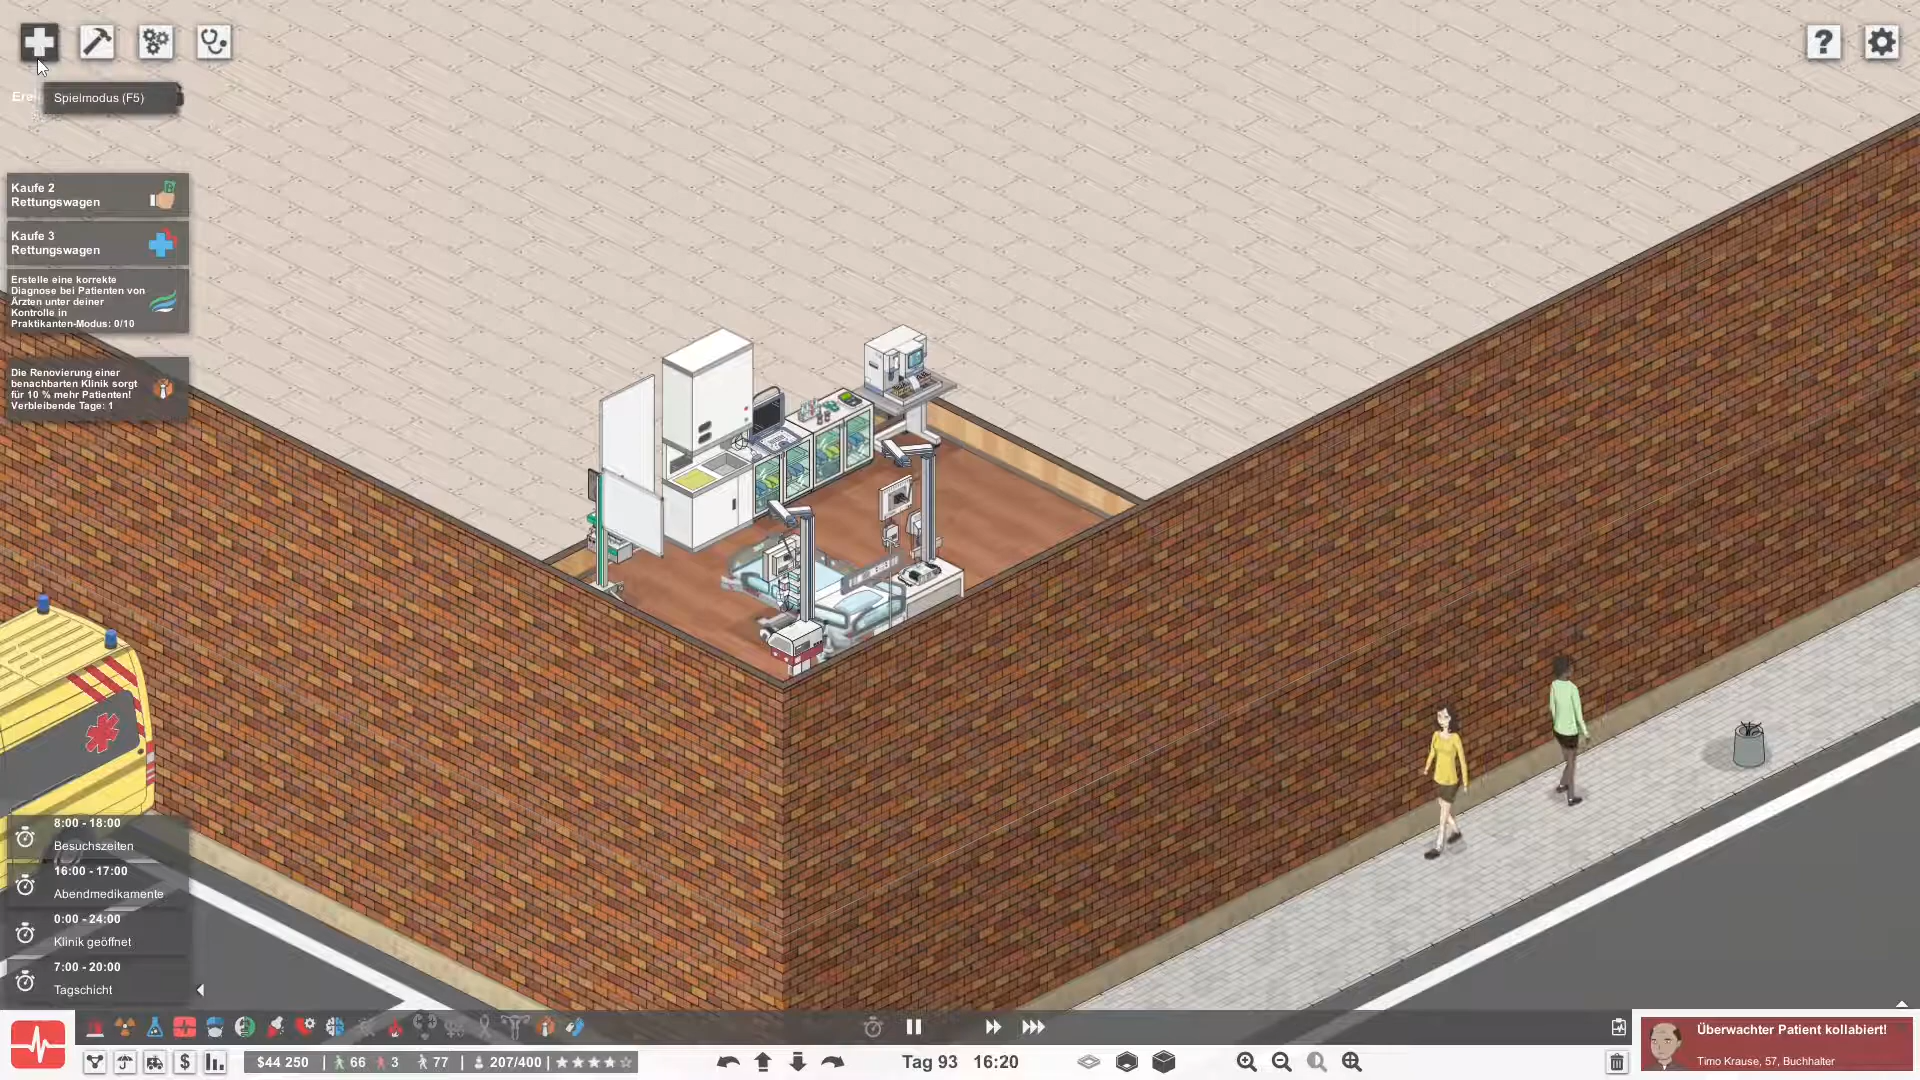 Spielmodus (F5)
Kaufe 2
Rettungswagen
Kaufe 3
Rettungswagen
Erstelle eine korrekte
Diagnose bei Patienten von
Ärzten unter deiner
Kontrolle in
Praktikanten-Modus: 0/10
Die Renovierung einer
benachbarten Klinik sorgt
für 10 % mehr Patienten!
Verbleibende Tage: 1
8:00 - 18:00
Besuchszeiten
16:00 - 17:00
Abendmedikamente
0:00 - 24:00
Klinik geöffnet
7:00 - 20:00
Tagschicht
$44 250 | 66 3 77 | 207/400 |
Tag 93 16:20
Überwachter Patient kollabiert!
Timo Krause, 57, Buchhalter